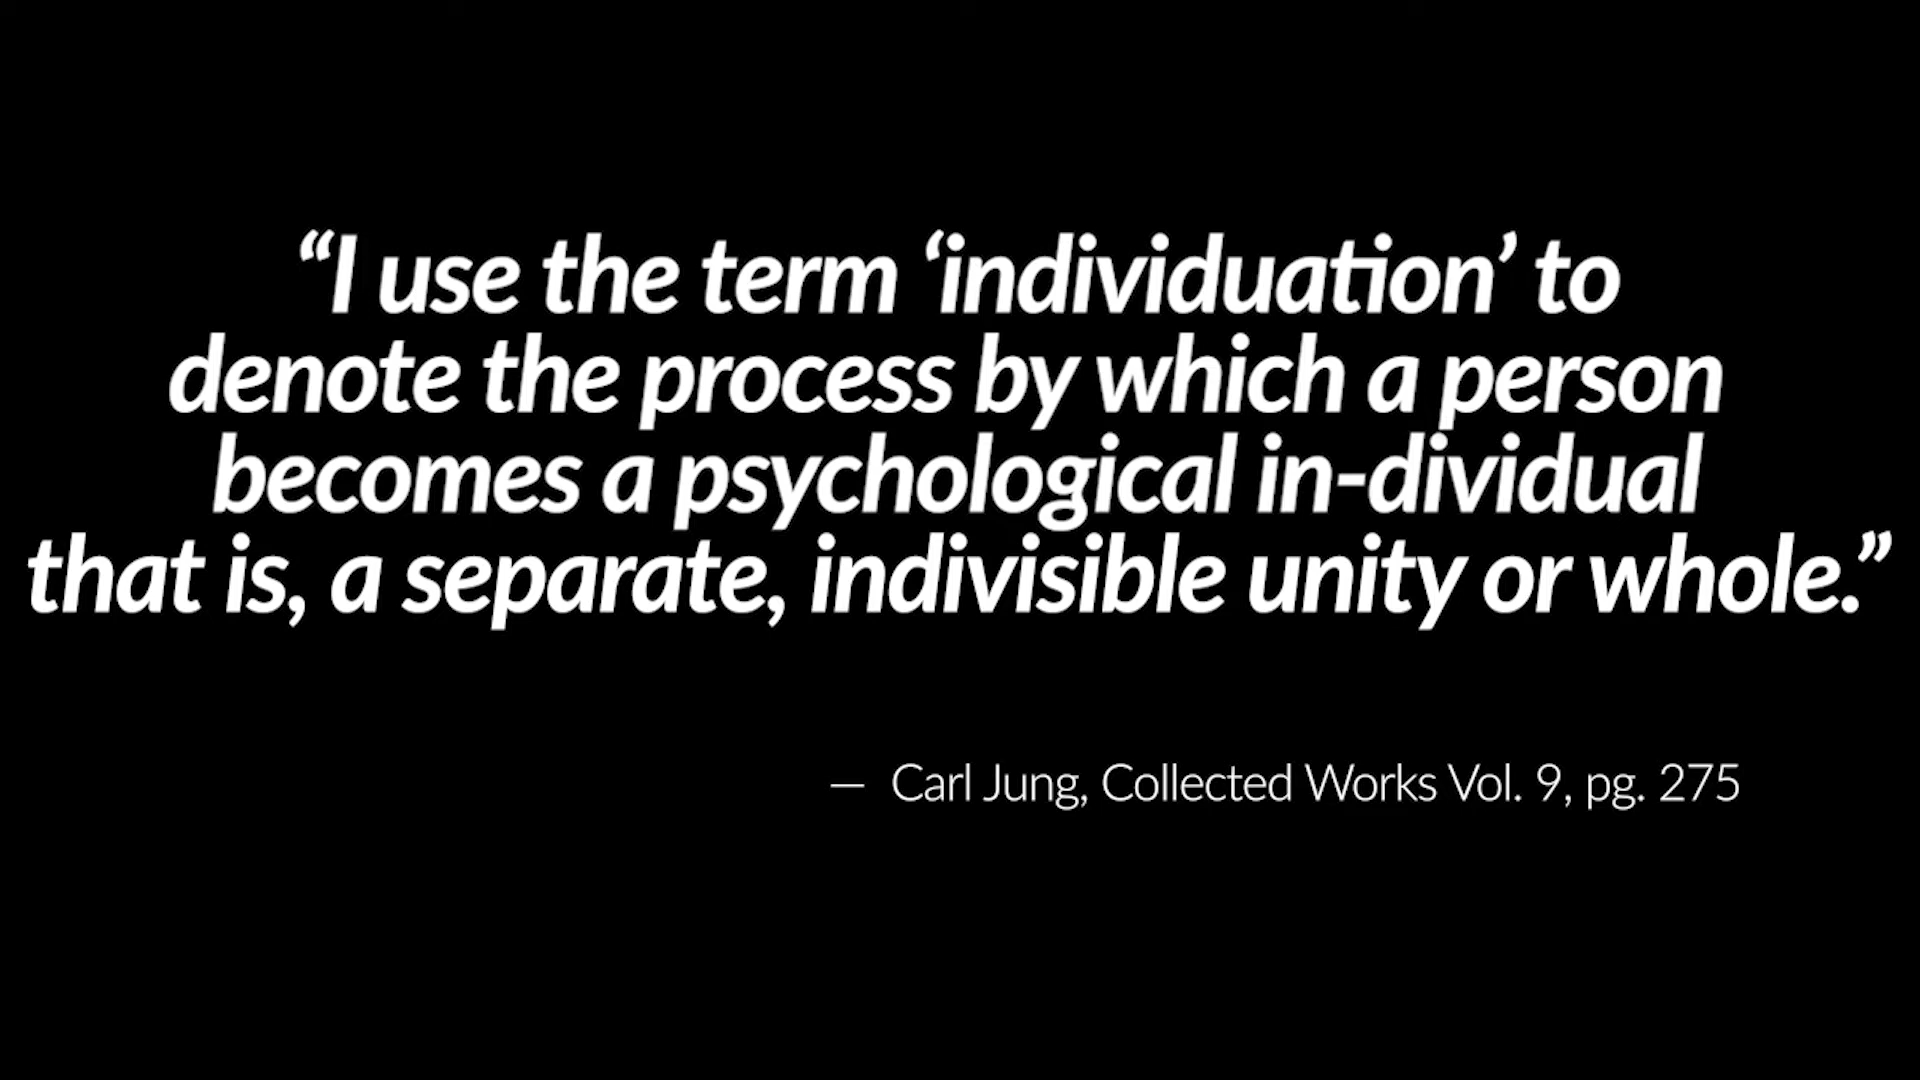 “I use the term ‘individuation’ to
denote the process by which a person
becomes a psychological in-dividual
that is, a separate, indivisible unity or whole.”
— Carl Jung, Collected Works Vol. 9, pg. 275